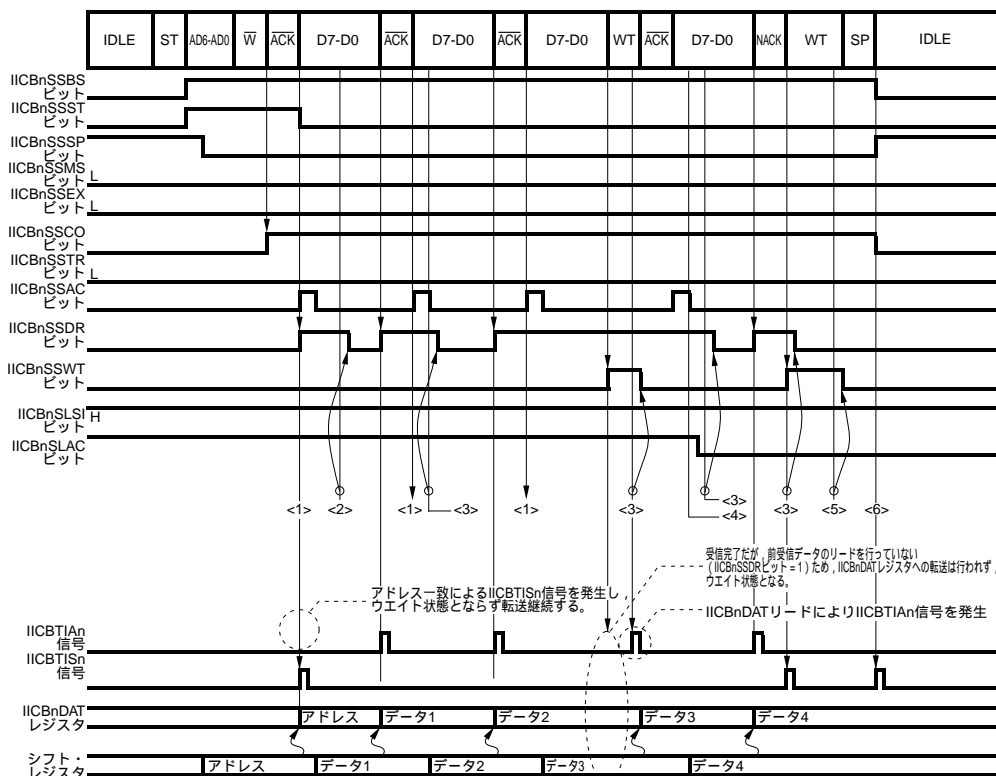 IDLE ST AD6-AD0 W ACK D7-D0 ACK D7-D0 ACK D7-D0 WT ACK D7-D0 NACK WT SP IDLE
IICBnSSBS
ビット
IICBnSSST
ビット
IICBnSSSP
ビット
IICBnSSMS
ビット L
IICBnSSEX
ビット L
IICBnSSCO
ビット
IICBnSSTR
ビット L
IICBnSSAC
ビット
IICBnSSDR
ビット
IICBnSSWT
ビット
IICBnSLSI H
ビット
IICBnSLAC
ビット
<1> <2> <1> <3> <1> <3> <3> <4> <3> <5> <6>
受信完了だが，前受信データのリードを行っていない
（IICBnSSDRビット=1）ため，IICBnDATレジスタへの転送は行われず，
ウエイト状態となる。
アドレス一致によるIICBTISn信号を発生し
ウエイト状態とならず転送継続する。
IICBnDATリードによりIICBTIAn信号を発生
IICBTIAn
信号
IICBTISn
信号
IICBnDAT
レジスタ
アドレス データ1 データ2 データ3 データ4
シフト・
レジスタ
アドレス データ1 データ2 データ3 データ4